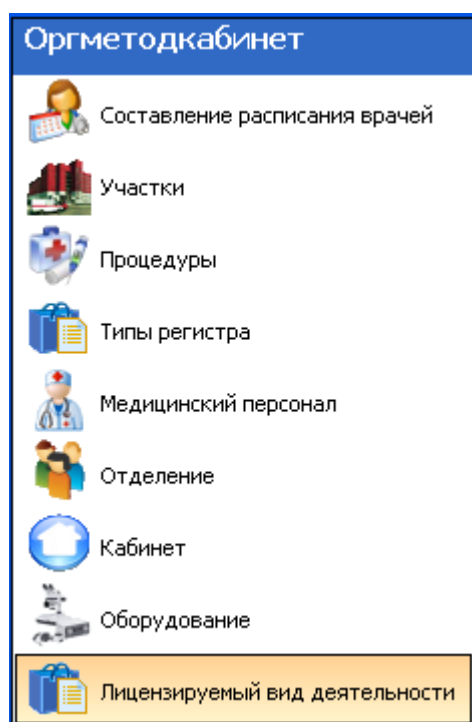 Оргметодкабинет
Составление расписания врачей
Участки
Процедуры
Типы регистра
Медицинский персонал
Отделение
Кабинет
Оборудование
Лицензируемый вид деятельности